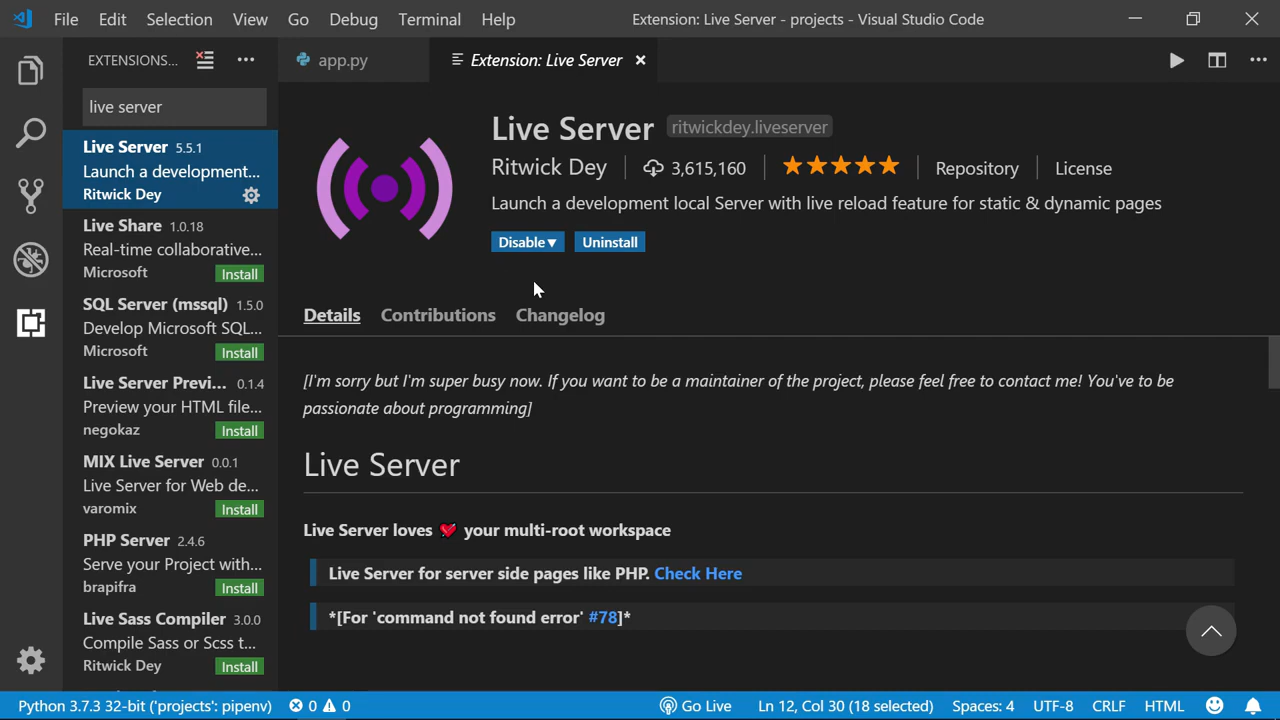 File Edit Selection View Go Debug Terminal Help Extension: Live Server - projects - Visual Studio Code
EXTENSIONS...
live server
Live Server 5.5.1
Launch a development...
Ritwick Dey
Live Share 1.0.18
Real-time collaborative...
Microsoft Install
SQL Server (mssql) 1.5.0
Develop Microsoft SQL...
Microsoft Install
Live Server Previ... 0.1.4
Preview your HTML file...
negokaz Install
MIX Live Server 0.0.1
Live Server for Web de...
varomix Install
PHP Server 2.4.6
Serve your Project with...
brapifra Install
Live Sass Compiler 3.0.0
Compile Sass or Scss t...
Ritwick Dey Install
app.py Extension: Live Server
Live Server ritwickdey.liveserver
Ritwick Dey 3,615,160 Repository License
Launch a development local Server with live reload feature for static & dynamic pages
Disable Uninstall
Details Contributions Changelog
[I'm sorry but I'm super busy now. If you want to be a maintainer of the project, please feel free to contact me! You've to be
passionate about programming]
Live Server
Live Server loves 💖 your multi-root workspace
Live Server for server side pages like PHP. Check Here
*[For 'command not found error' #78]*
Python 3.7.3 32-bit ('projects': pipenv) 0 0 Go Live Ln 12, Col 30 (18 selected) Spaces: 4 UTF-8 CRLF HTML